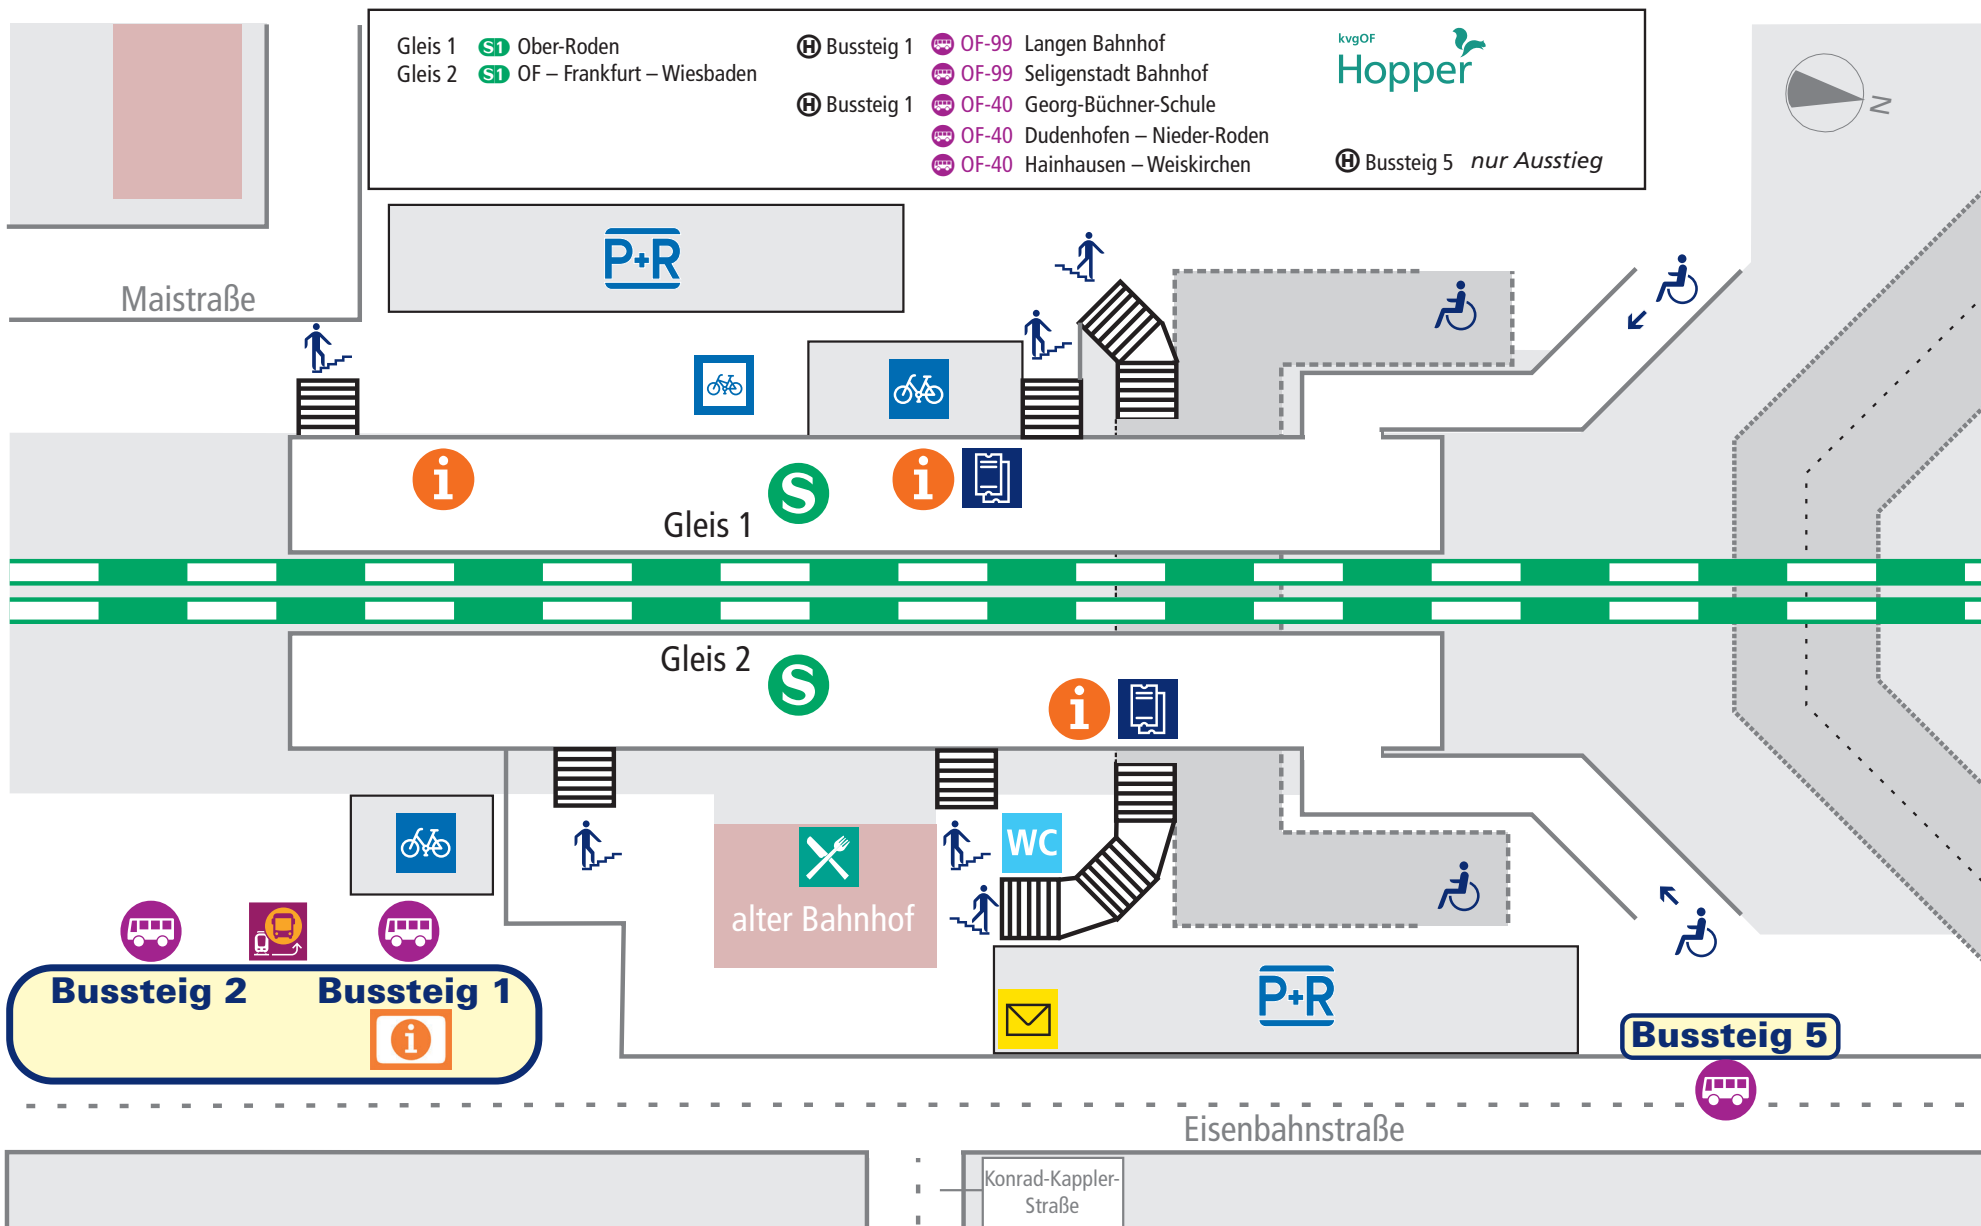 Gleis 1 S1 Ober-Roden
Gleis 2 S1 OF – Frankfurt – Wiesbaden
H Bussteig 1 OF-99 Langen Bahnhof
OF-99 Seligenstadt Bahnhof
H Bussteig 1 OF-40 Georg-Büchner-Schule
OF-40 Dudenhofen – Nieder-Roden
OF-40 Hainhausen – Weiskirchen
kvgOF
Hopper
H Bussteig 5 nur Ausstieg
N
P+R
Maistraße
i
S
i
Gleis 1
Gleis 2
S
i
WC
alter Bahnhof
Bussteig 2
Bussteig 1
i
P+R
Bussteig 5
Eisenbahnstraße
Konrad-Kappler-
Straße